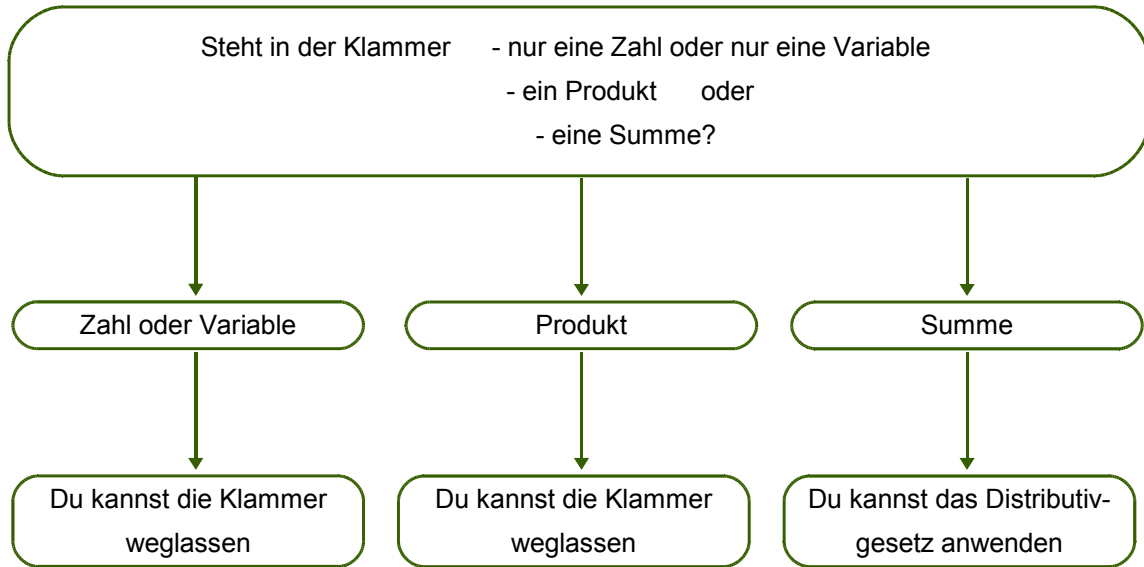 Steht in der Klammer - nur eine Zahl oder nur eine Variable
- ein Produkt oder
- eine Summe?
Zahl oder Variable
Produkt
Summe
Du kannst die Klammer
weglassen
Du kannst die Klammer
weglassen
Du kannst das Distributiv-
gesetz anwenden